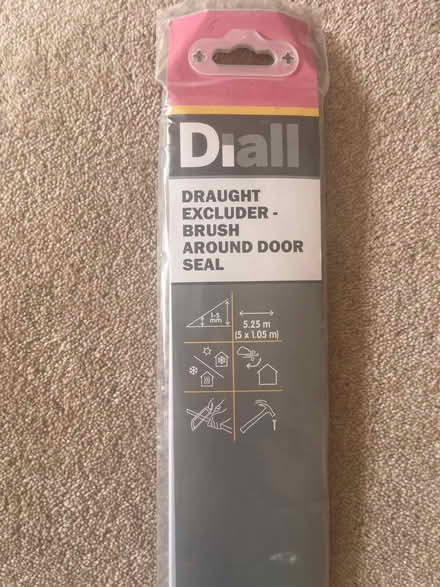 Diall
DRAUGHT
EXCLUDER -
BRUSH
AROUND DOOR
SEAL
1-5
mm
5.25 m
(5 x 1.05 m)